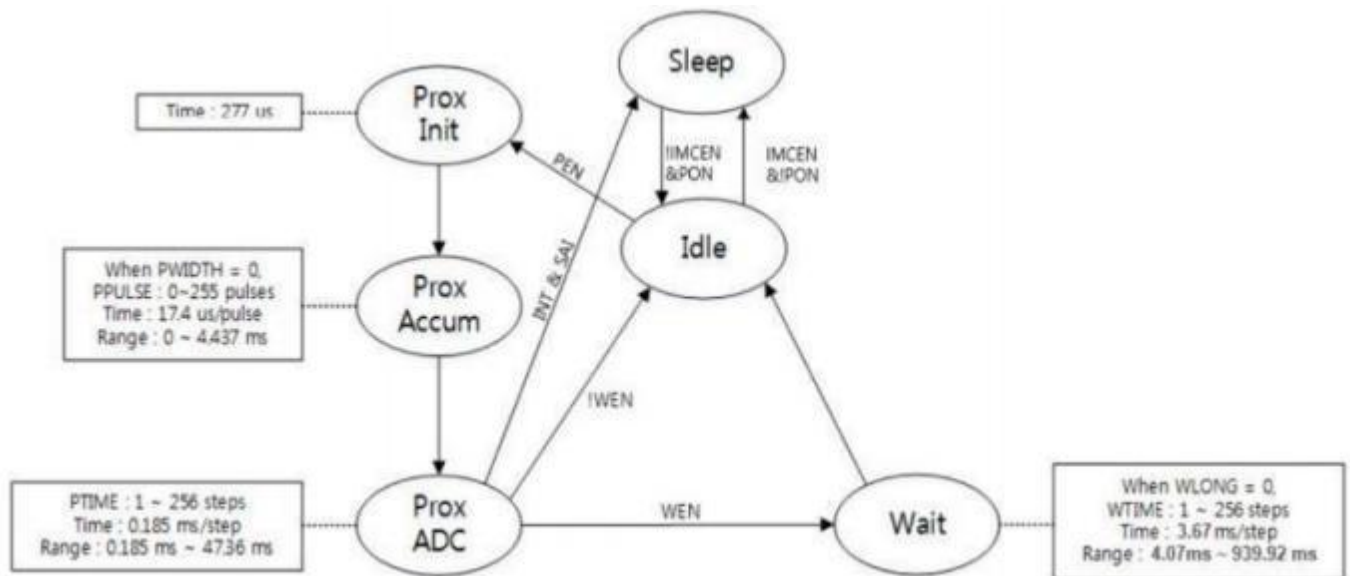 Sleep
Prox
Init
Time : 277 us
PEN
!IMCEN
&PON
IMCEN
&!PON
Idle
INT & SAI
When PWIDTH = 0,
PPULSE : 0~255 pulses
Time : 17.4 us/pulse
Range : 0 ~ 4.437 ms
Prox
Accum
!WEN
PTIME : 1 ~ 256 steps
Time : 0.185 ms/step
Range : 0.185 ms ~ 47.36 ms
Prox
ADC
WEN
Wait
When WLONG = 0,
WTIME : 1 ~ 256 steps
Time : 3.67 ms/step
Range : 4.07ms ~ 939.92 ms